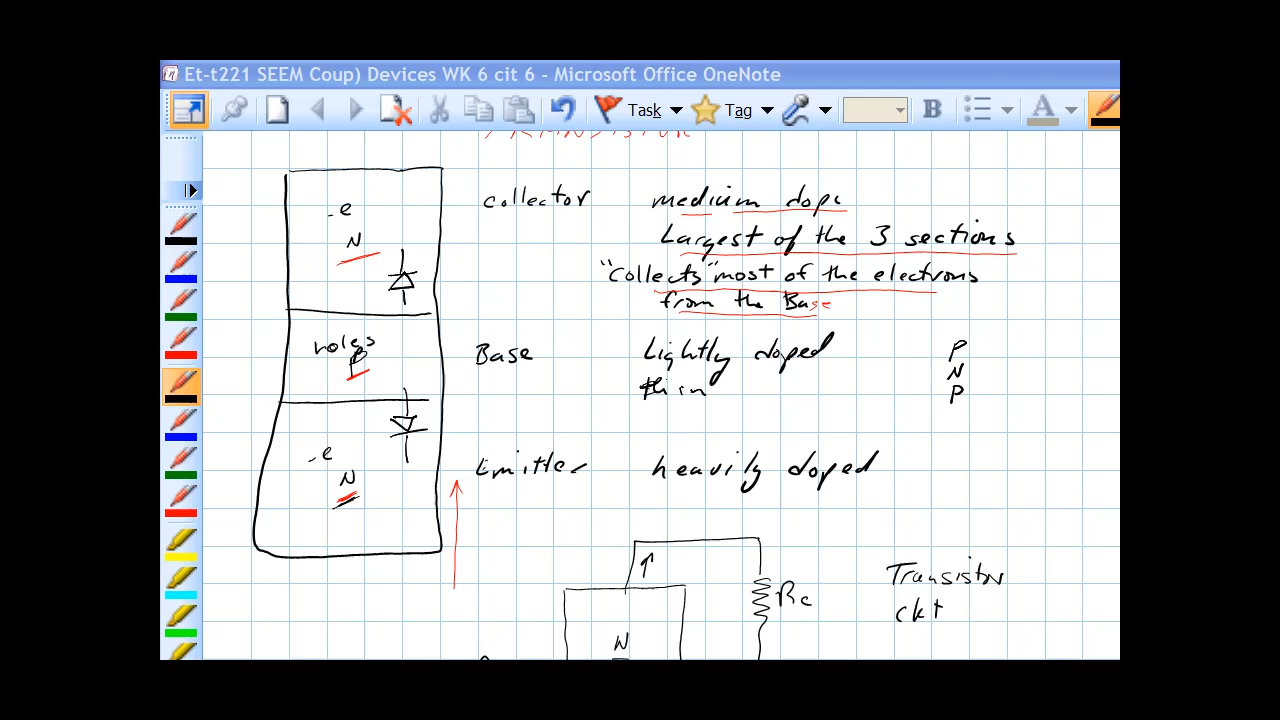 Et-t221 SEEM Coup) Devices WK 6 cit 6 - Microsoft Office OneNote
Task Tag B A
TRANSISTOR
-e
N
collector medium dope
Largest of the 3 sections
"collects" most of the electrons
from the Base
holes
P
Base Lightly doped
thin
P
N
P
-e
N
Emitter heavily doped
Rc
Transistor
ckt
N